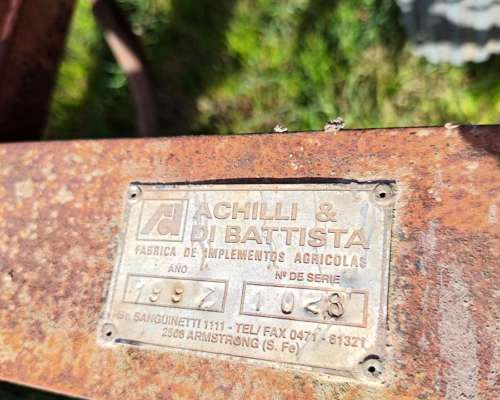 ACHILLI &
DI BATTISTA
FABRICA DE IMPLEMENTOS AGRICOLAS
AÑO Nº DE SERIE
1992 1028
SANGUINETTI 1111 - TEL/FAX 0471 - 61321
2508 ARMSTRONG (S. Fe)